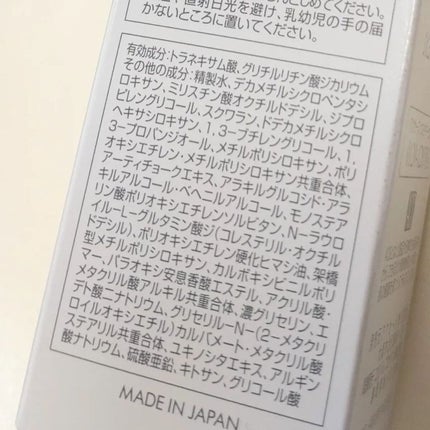 直射日光を避け、乳幼児の手の届
かないところに置いてください。
有効成分：トラネキサム酸、グリチルリチン酸ジカリウム
その他の成分：精製水、デカメチルシクロペンタシ
ロキサン、ミリスチン酸オクチルドデシル、ジプロ
ピレングリコール、スクワラン、ドデカメチルシクロ
ヘキサシロキサン、1、3-ブチレングリコール、1、
3-プロパンジオール、メチルポリシロキサン、ポリ
オキシエチレン・メチルポリシロキサン共重合体、
アーティチョークエキス、アラキルグルコシド・アラ
キルアルコール・ベヘニルアルコール、モノステア
リン酸ポリオキシエチレンソルビタン、N-ラウロ
イル-L-グルタミン酸ジ（コレステリル・オクチル
ドデシル）、ポリオキシエチレン硬化ヒマシ油、架橋
型メチルポリシロキサン、カルボキシビニルポリ
マー、パラオキシ安息香酸エステル、アクリル酸・
メタクリル酸アルキル共重合体、濃グリセリン、エ
デト酸二ナトリウム、グリセリル-N-（2-メタクリ
ロイルオキシエチル）カルバメート・メタクリル酸
ステアリル共重合体、ユキノシタエキス、アルギン
酸ナトリウム、硫酸亜鉛、キトサン、グリコール酸
MADE IN JAPAN